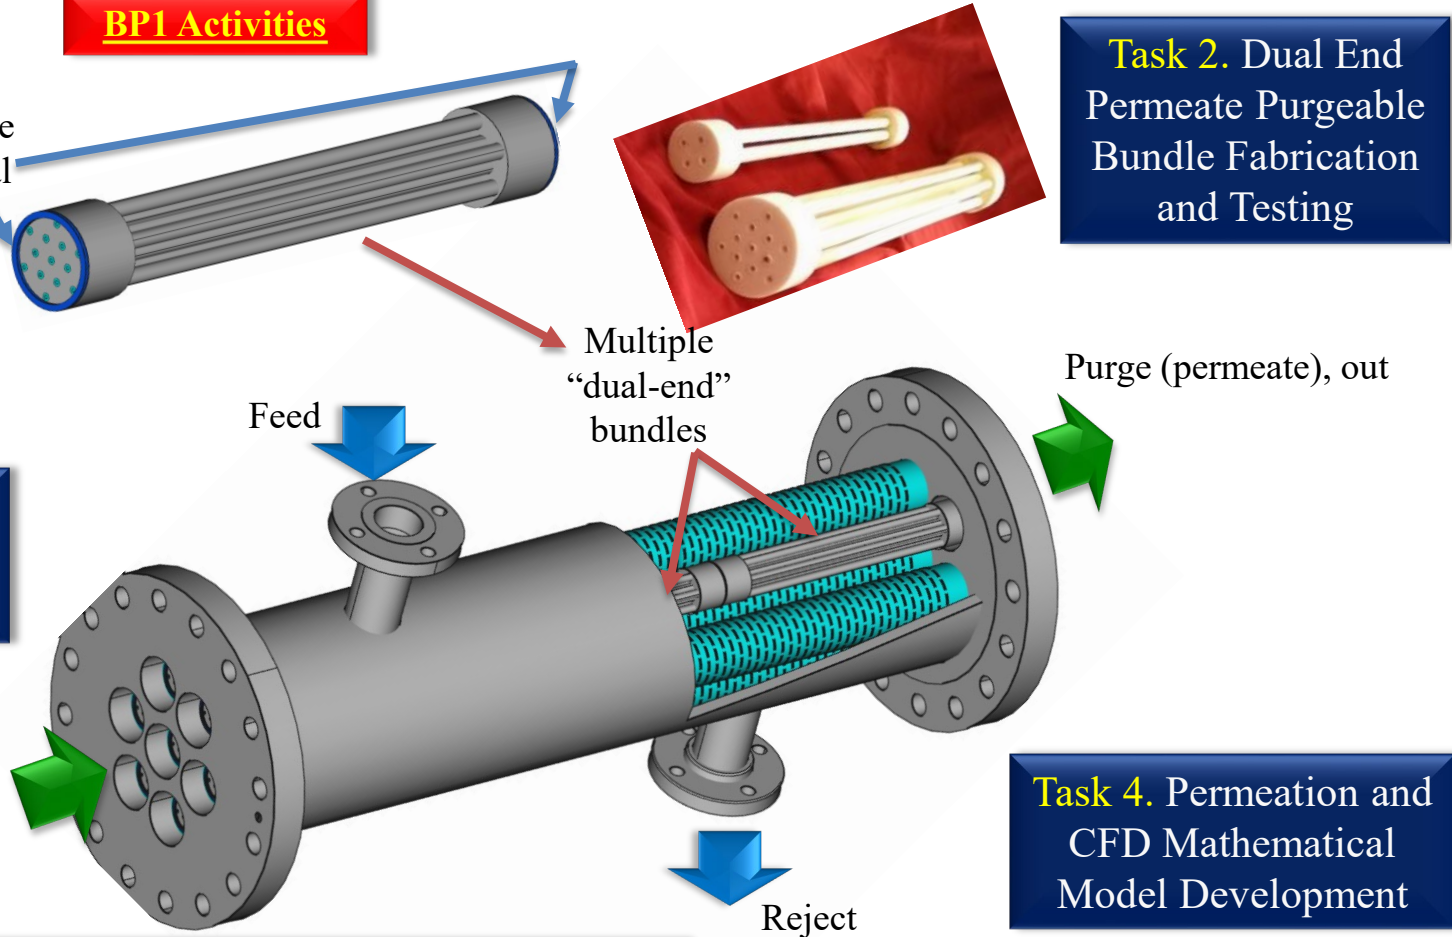 BP1 Activities
Task 2. Dual End
Permeate Purgeable
Bundle Fabrication
and Testing
Multiple
“dual-end”
bundles
Purge (permeate), out
Feed
Task 4. Permeation and
CFD Mathematical
Model Development
Reject